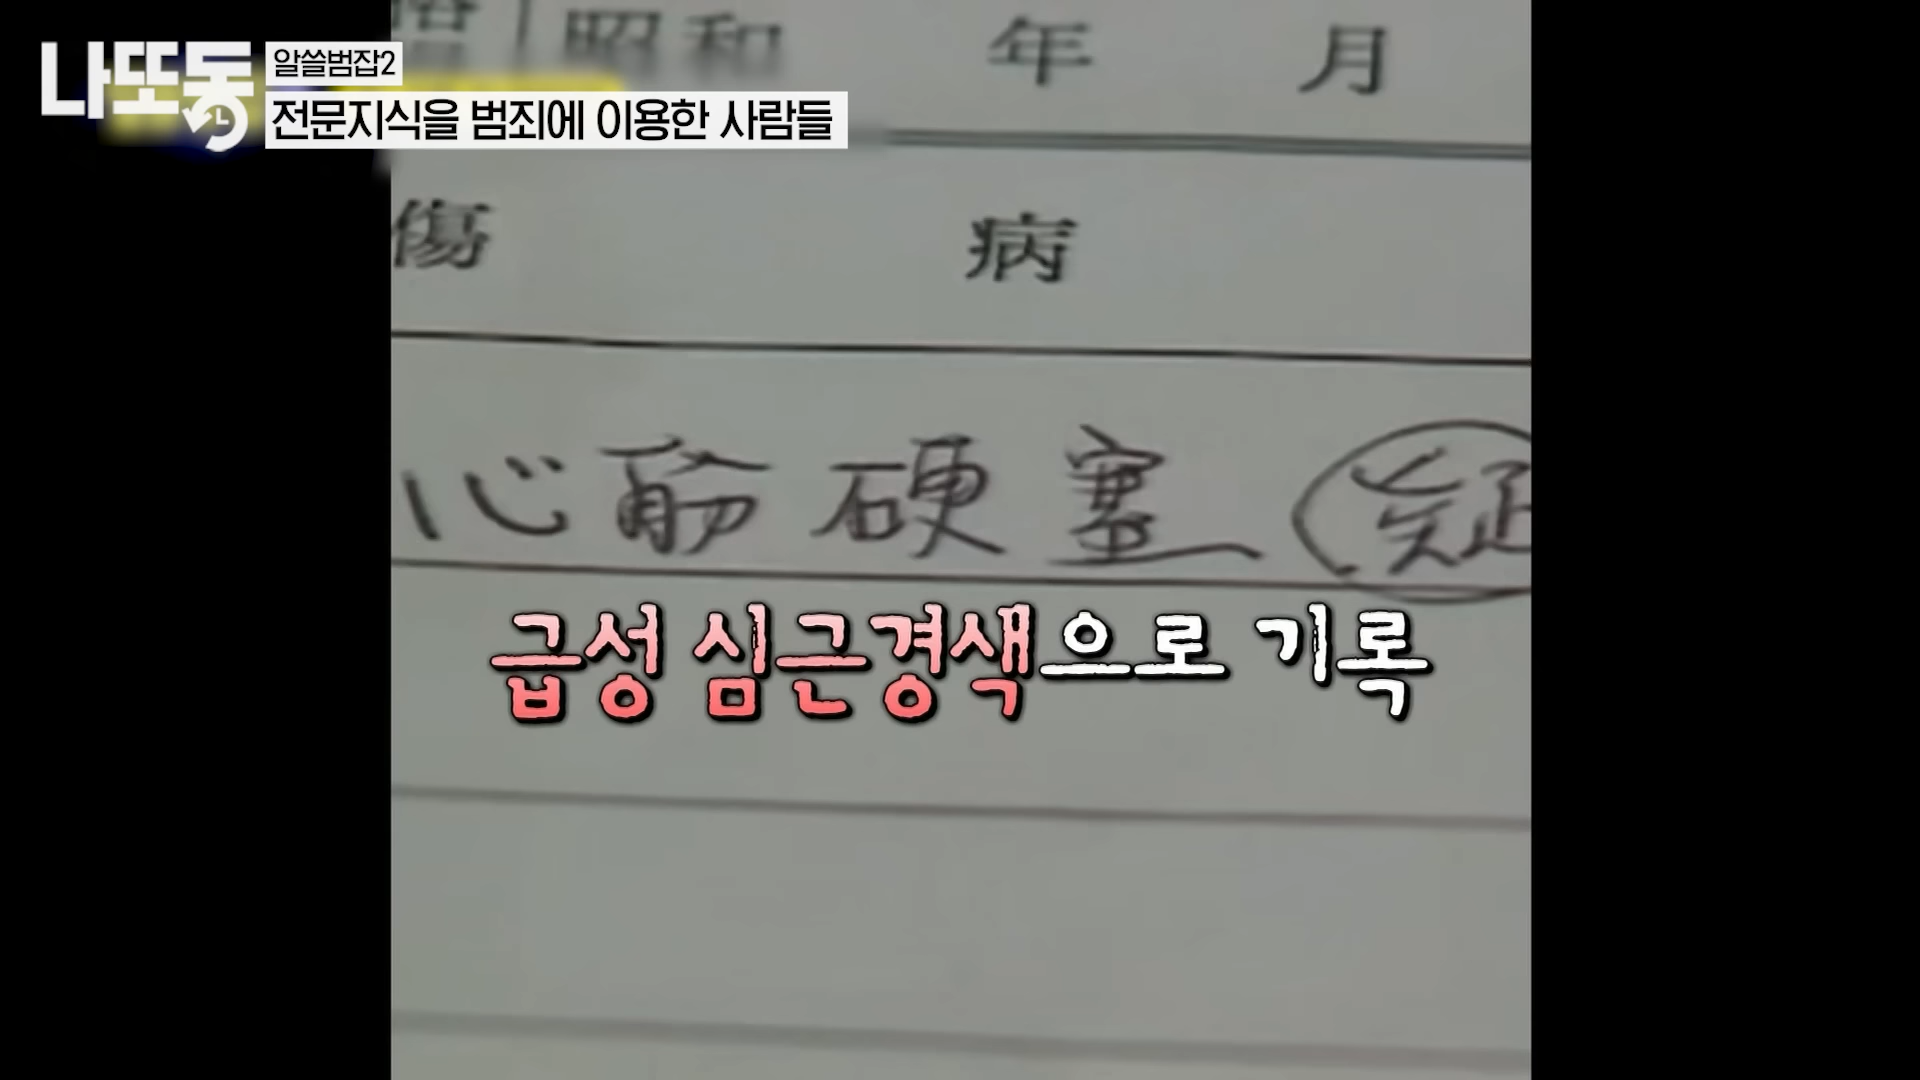 나또동
알쓸범잡2
전문지식을 범죄에 이용한 사람들
昭和 年 月
傷 病
心筋硬塞 疑
급성 심근경색으로 기록